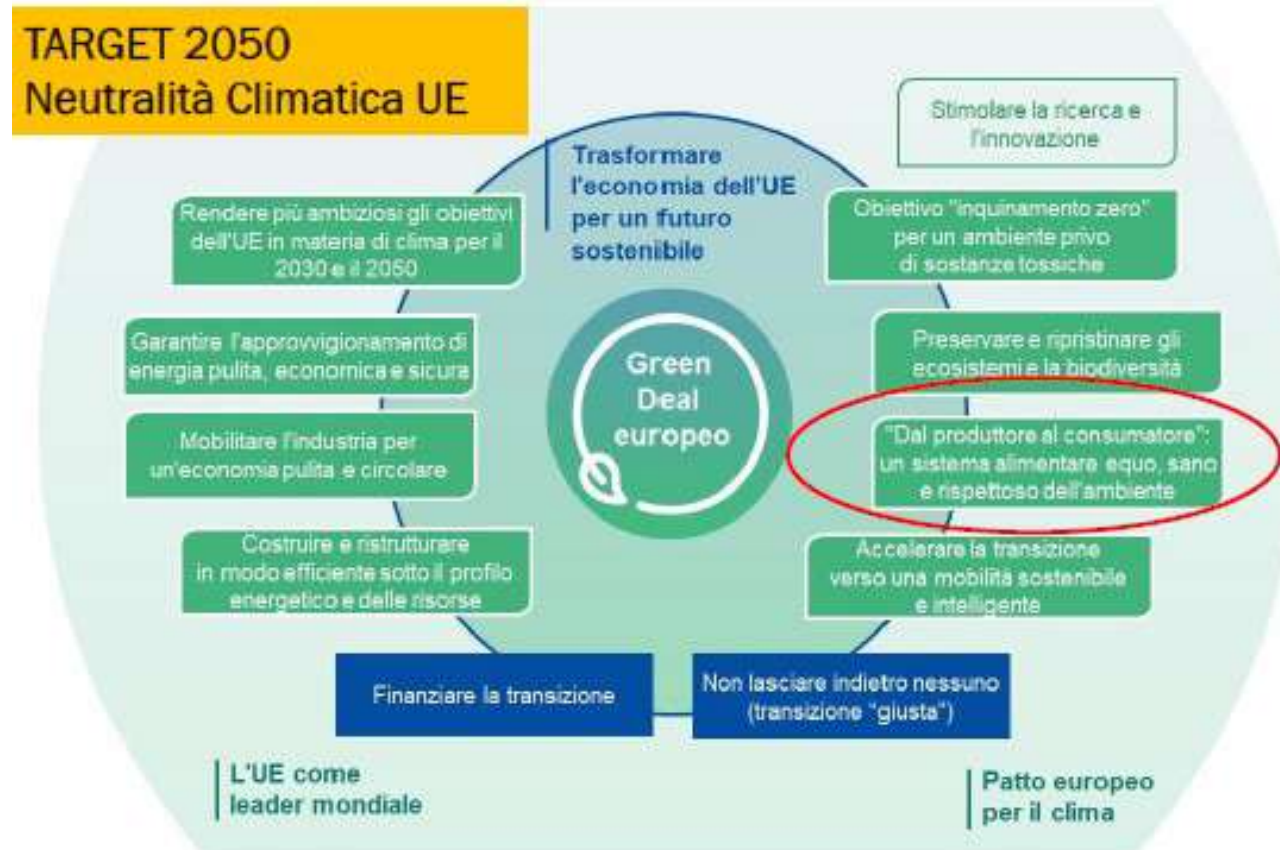 TARGET 2050
Neutralità Climatica UE
Stimolare la ricerca e
l'innovazione
Trasformare
l'economia dell'UE
per un futuro
sostenibile
Rendere più ambiziosi gli obiettivi
dell'UE in materia di clima per il
2030 e il 2050
Obiettivo "inquinamento zero"
per un ambiente privo
di sostanze tossiche
Garantire l'approvvigionamento di
energia pulita, economica e sicura
Preservare e ripristinare gli
ecosistemi e la biodiversità
Green
Deal
europeo
Mobilitare l'industria per
un'economia pulita e circolare
"Dal produttore al consumatore":
un sistema alimentare equo, sano
e rispettoso dell'ambiente
Costruire e ristrutturare
in modo efficiente sotto il profilo
energetico e delle risorse
Accelerare la transizione
verso una mobilità sostenibile
e intelligente
Finanziare la transizione
Non lasciare indietro nessuno
(transizione "giusta")
L'UE come
leader mondiale
Patto europeo
per il clima